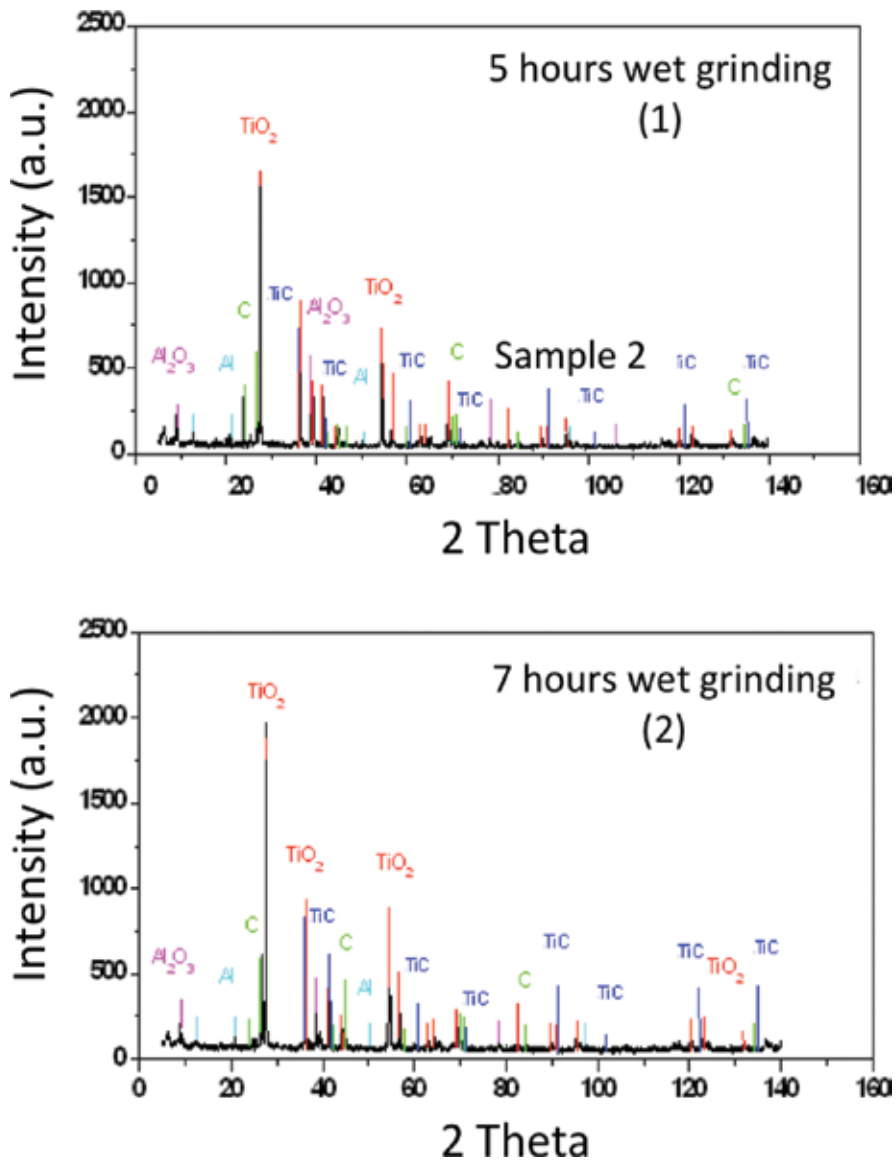 2500
2000
1500
1000
500
0
Intensity (a.u.)
5 hours wet grinding
(1)
TiO2
C
TiC
Al2O3
TiO2
Al2O3
Al
TiC
Al
TiC
C
TiC
Sample 2
TiC
TiC
C
TiC
0 20 40 60 80 100 120 140 160
2 Theta
2500
2000
1500
1000
500
0
Intensity (a.u.)
7 hours wet grinding
(2)
TiO2
TiO2
TiO2
C
TiC
C
Al2O3
Al
Al
TiC
TiC
C
TiC
TiC
TiC
TiO2
TiC
0 20 40 60 80 100 120 140 160
2 Theta